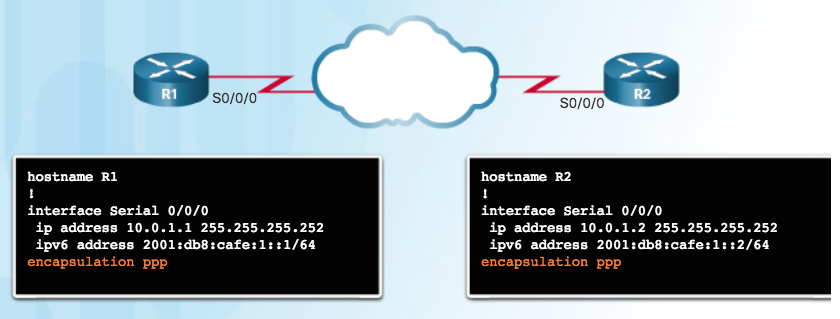 R1
S0/0/0
S0/0/0
R2
hostname R1
!
interface Serial 0/0/0
ip address 10.0.1.1 255.255.255.252
ipv6 address 2001:db8:cafe:1::1/64
encapsulation ppp
hostname R2
!
interface Serial 0/0/0
ip address 10.0.1.2 255.255.255.252
ipv6 address 2001:db8:cafe:1::2/64
encapsulation ppp